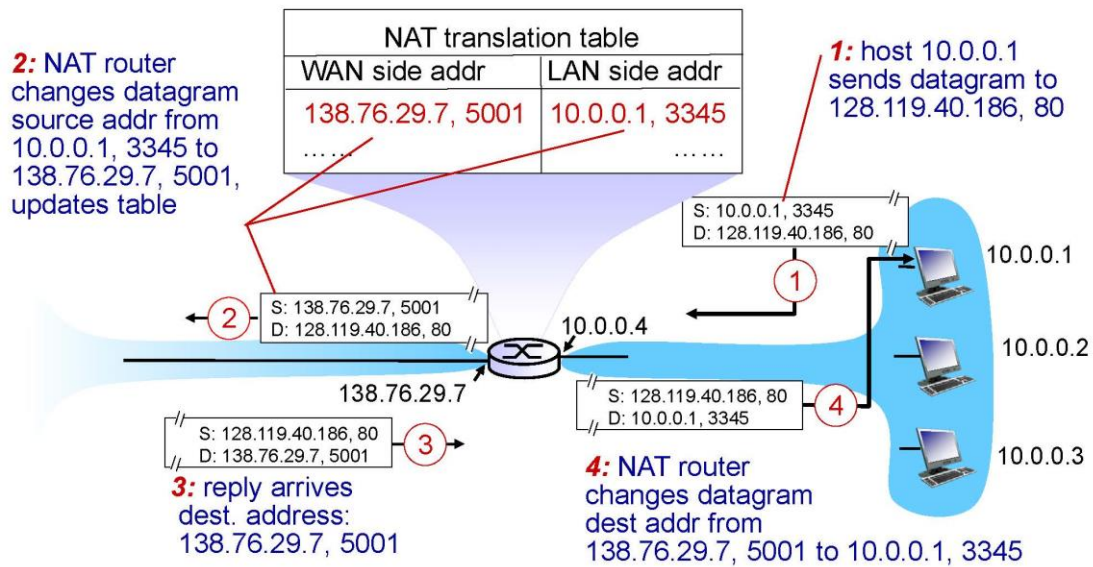 NAT translation table
WAN side addr LAN side addr
138.76.29.7, 5001 10.0.0.1, 3345
...... ......
2: NAT router
changes datagram
source addr from
10.0.0.1, 3345 to
138.76.29.7, 5001,
updates table
1: host 10.0.0.1
sends datagram to
128.119.40.186, 80
S: 10.0.0.1, 3345
D: 128.119.40.186, 80
1
10.0.0.1
S: 138.76.29.7, 5001
D: 128.119.40.186, 80
2
10.0.0.4
138.76.29.7
10.0.0.2
S: 128.119.40.186, 80
D: 10.0.0.1, 3345
4
S: 128.119.40.186, 80
D: 138.76.29.7, 5001
3
10.0.0.3
3: reply arrives
dest. address:
138.76.29.7, 5001
4: NAT router
changes datagram
dest addr from
138.76.29.7, 5001 to 10.0.0.1, 3345